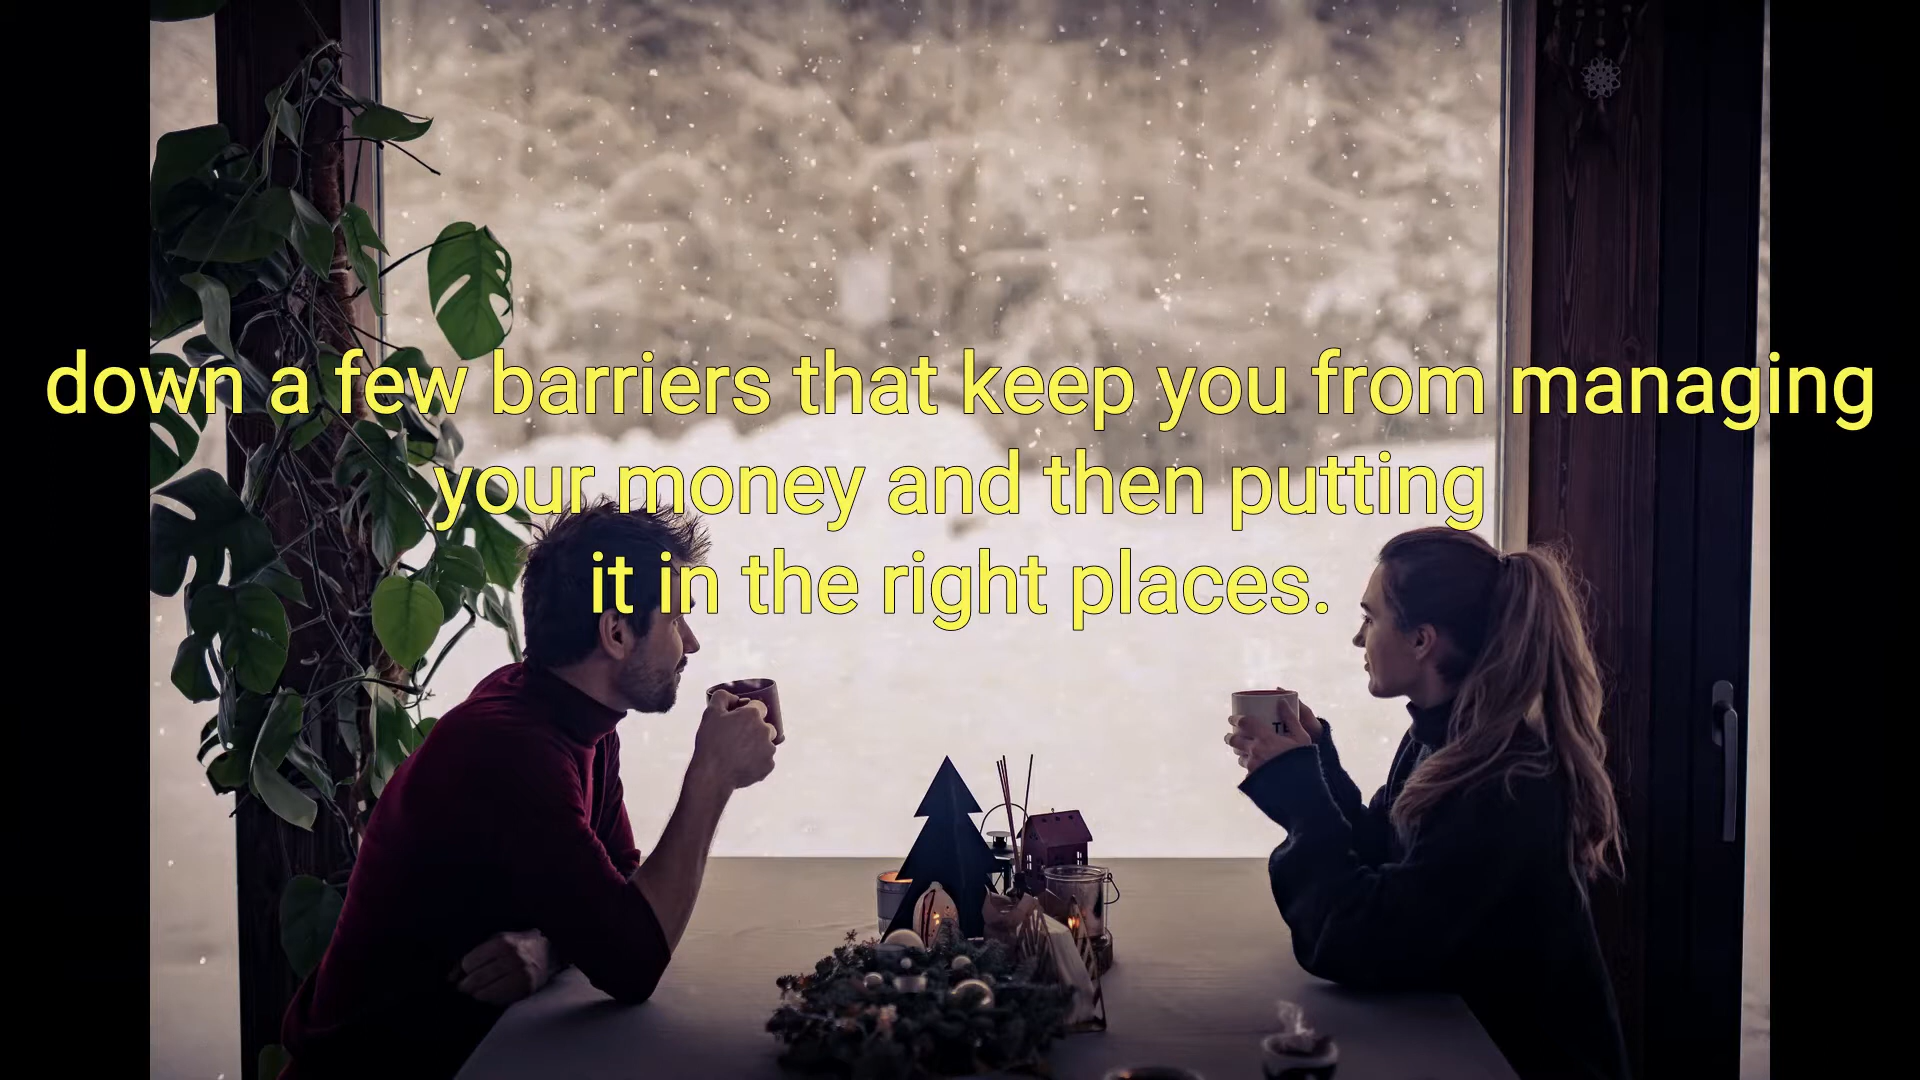 down a few barriers that keep you from managing
your money and then putting
it in the right places.